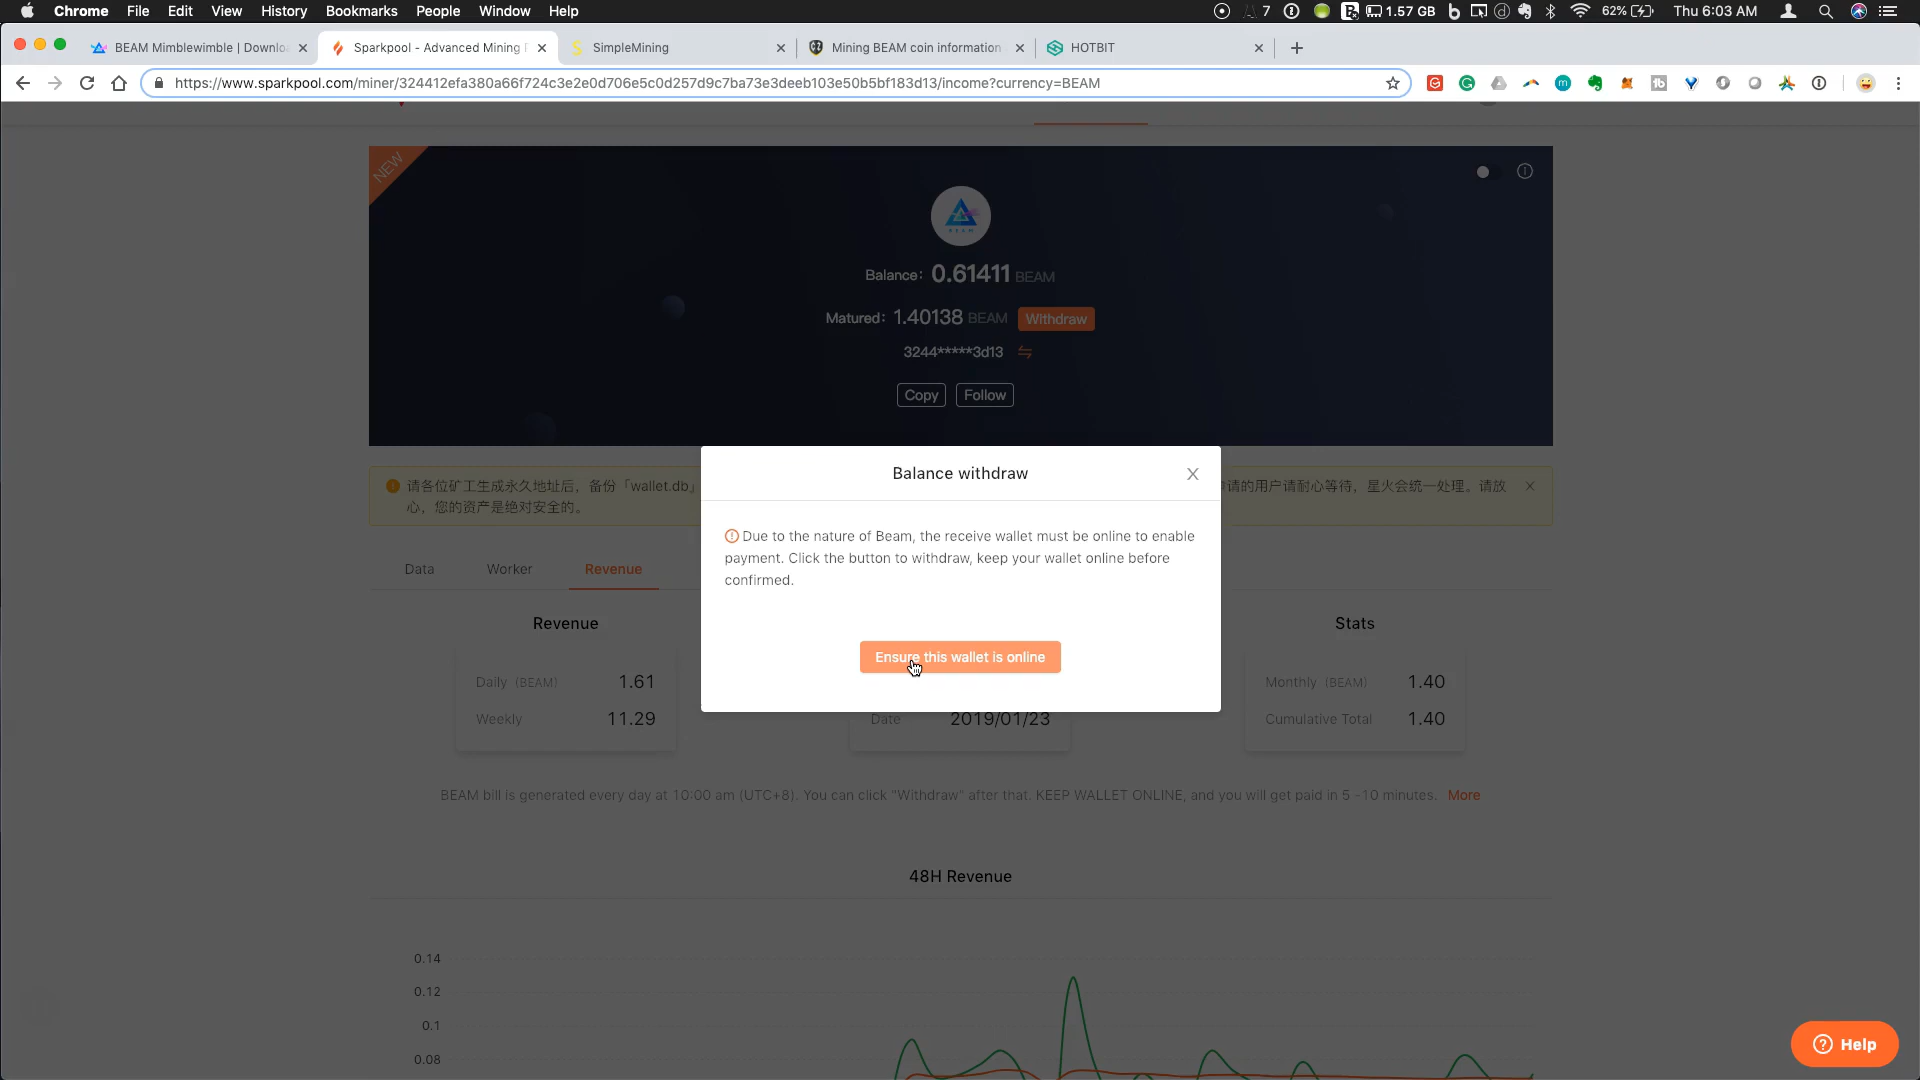 Chrome File Edit View History Bookmarks People Window Help 7 1.57 GB 62% Thu 6:03 AM
BEAM Mimblewimble | Downlo Sparkpool - Advanced Mining SimpleMining Mining BEAM coin information HOTBIT
https://www.sparkpool.com/miner/324412efa380a66f724c3e2e0d706e5c0d257d9c7ba73e3deeb103e50b5bf183d13/income?currency=BEAM
NEW
BEAM
Balance: 0.61411 BEAM
Matured: 1.40138 BEAM Withdraw
3244*****3d13
Copy Follow
Balance withdraw
请各位矿工生成永久地址后，备份「wallet.db」 请的用户请耐心等待，星火会统一处理。请放
心，您的资产是绝对安全的。
Due to the nature of Beam, the receive wallet must be online to enable
payment. Click the button to withdraw, keep your wallet online before
confirmed.
Ensure this wallet is online
Data Worker Revenue
Revenue Stats
Daily (BEAM) 1.61 Monthly (BEAM) 1.40
Weekly 11.29 Date 2019/01/23 Cumulative Total 1.40
BEAM bill is generated every day at 10:00 am (UTC+8). You can click "Withdraw" after that. KEEP WALLET ONLINE, and you will get paid in 5 -10 minutes. More
48H Revenue
0.14
0.12
0.1
0.08
Help